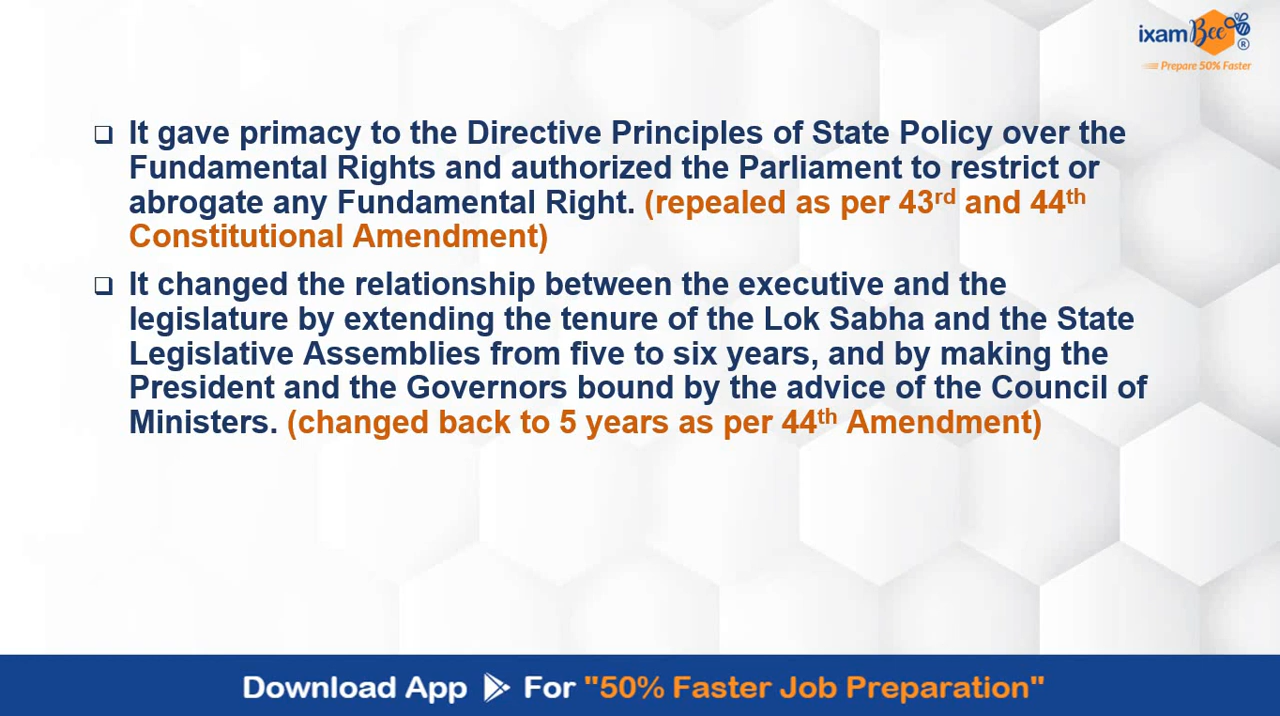 ixamBee®
Prepare 50% Faster
❑ It gave primacy to the Directive Principles of State Policy over the
Fundamental Rights and authorized the Parliament to restrict or
abrogate any Fundamental Right. (repealed as per 43rd and 44th
Constitutional Amendment)
❑ It changed the relationship between the executive and the
legislature by extending the tenure of the Lok Sabha and the State
Legislative Assemblies from five to six years, and by making the
President and the Governors bound by the advice of the Council of
Ministers. (changed back to 5 years as per 44th Amendment)
Download App For "50% Faster Job Preparation"